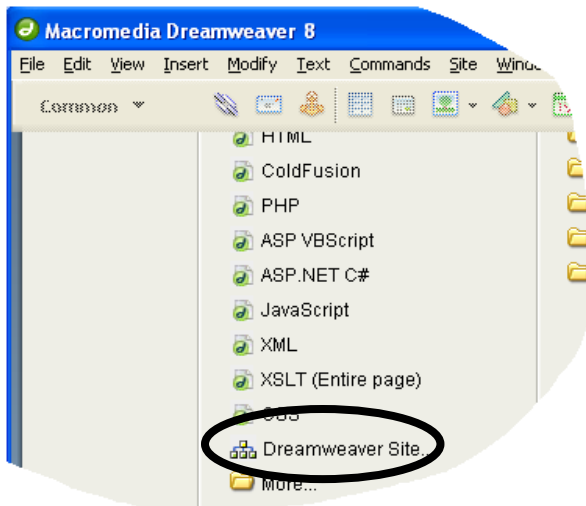 Macromedia Dreamweaver 8
File Edit View Insert Modify Text Commands Site
Common
HTML
ColdFusion
PHP
ASP VBScript
ASP.NET C#
JavaScript
XML
XSLT (Entire page)
CSS
Dreamweaver Site...
More...